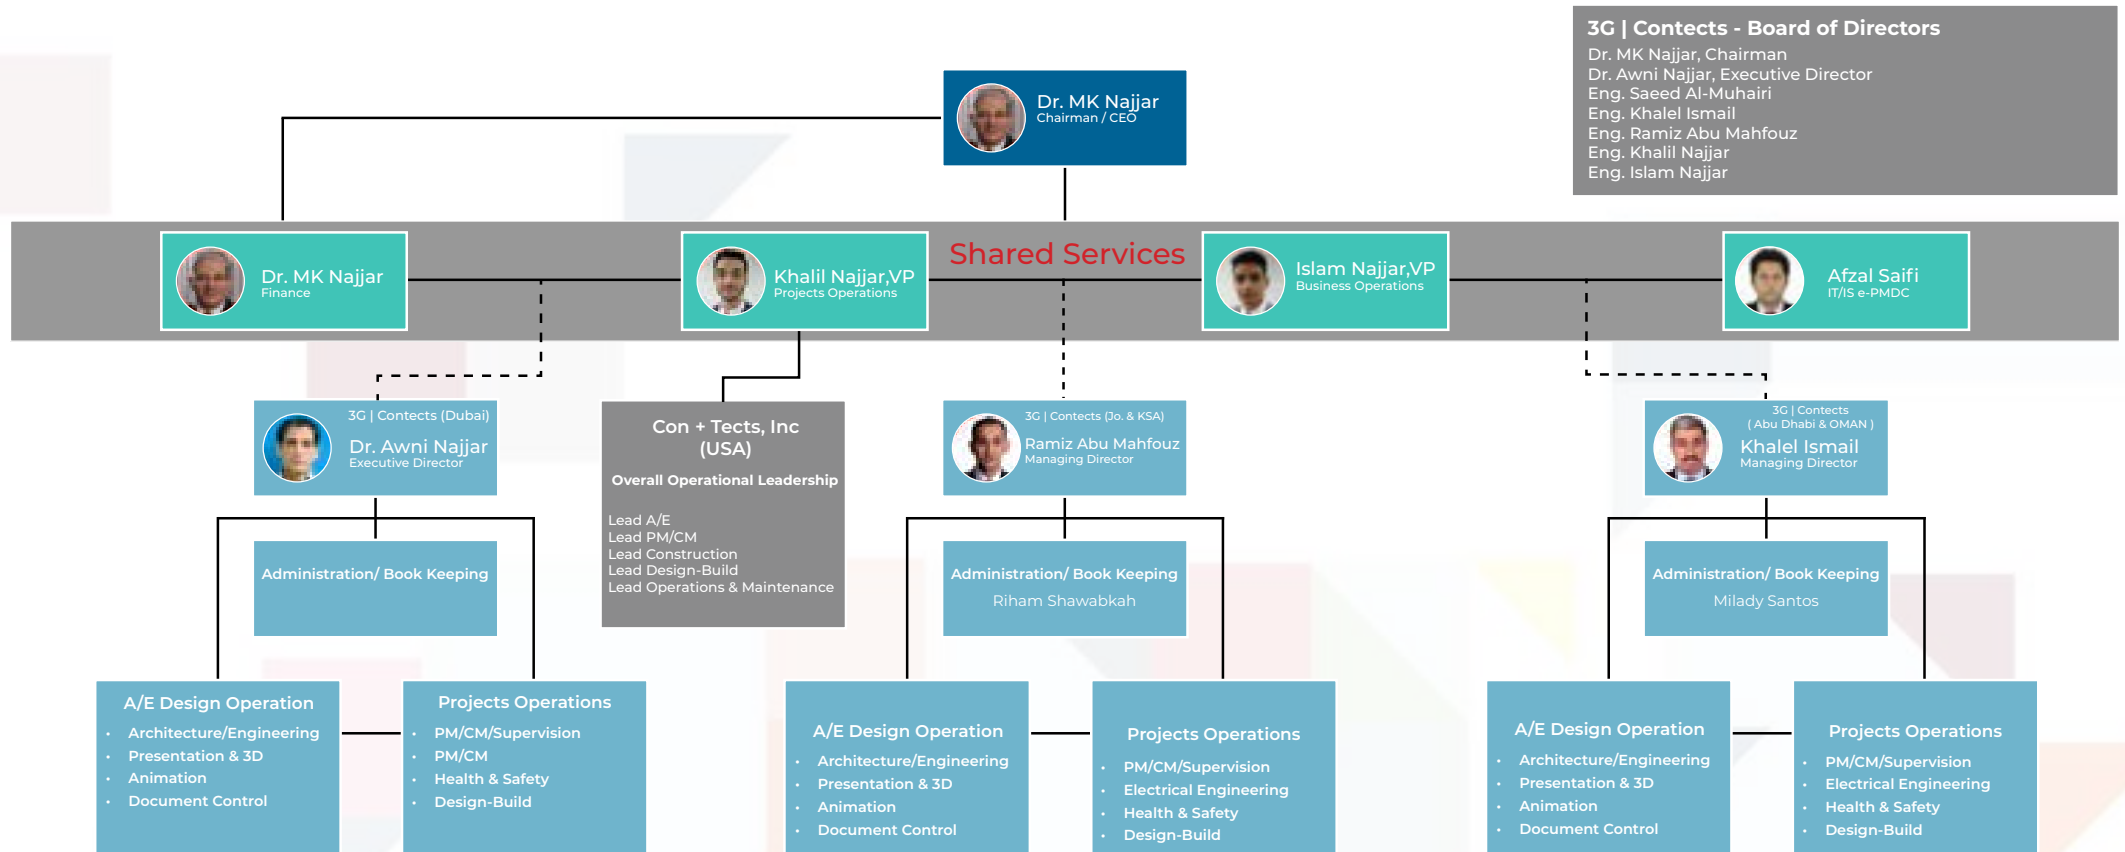 3G | Contects - Board of Directors
Dr. MK Najjar, Chairman
Dr. Awni Najjar, Executive Director
Eng. Saeed Al-Muhairi
Eng. Khalel Ismail
Eng. Ramiz Abu Mahfouz
Eng. Khalil Najjar
Eng. Islam Najjar
Dr. MK Najjar
Chairman / CEO
Shared Services
Dr. MK Najjar
Finance
Khalil Najjar,VP
Projects Operations
Islam Najjar,VP
Business Operations
Afzal Saifi
IT/IS e-PMDC
3G | Contects (Dubai)
Dr. Awni Najjar
Executive Director
Con + Tects, Inc
(USA)
Overall Operational Leadership
Lead A/E
Lead PM/CM
Lead Construction
Lead Design-Build
Lead Operations & Maintenance
3G | Contects (Jo. & KSA)
Ramiz Abu Mahfouz
Managing Director
3G | Contects
( Abu Dhabi & OMAN )
Khalel Ismail
Managing Director
Administration/ Book Keeping
Administration/ Book Keeping
Riham Shawabkah
Administration/ Book Keeping
Milady Santos
A/E Design Operation
• Architecture/Engineering
• Presentation & 3D
• Animation
• Document Control
Projects Operations
• PM/CM/Supervision
• PM/CM
• Health & Safety
• Design-Build
A/E Design Operation
• Architecture/Engineering
• Presentation & 3D
• Animation
• Document Control
Projects Operations
• PM/CM/Supervision
• Electrical Engineering
• Health & Safety
• Design-Build
A/E Design Operation
• Architecture/Engineering
• Presentation & 3D
• Animation
• Document Control
Projects Operations
• PM/CM/Supervision
• Electrical Engineering
• Health & Safety
• Design-Build